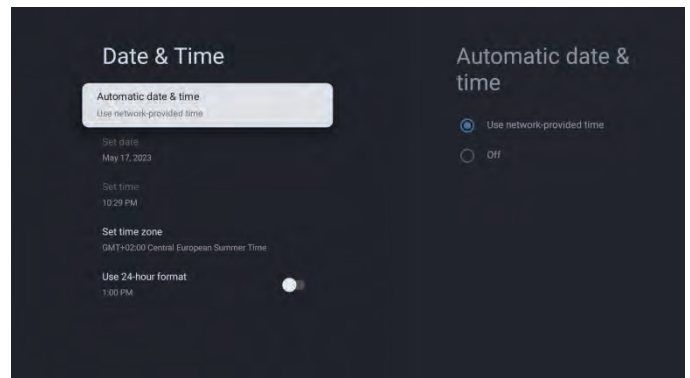 Date & Time
Automatic date & time
Use network-provided time
Set date
May 17, 2023
Set time
10:29 PM
Set time zone
GMT+02:00 Central European Summer Time
Use 24-hour format
1:00 PM
Automatic date &
time
Use network-provided time
Off